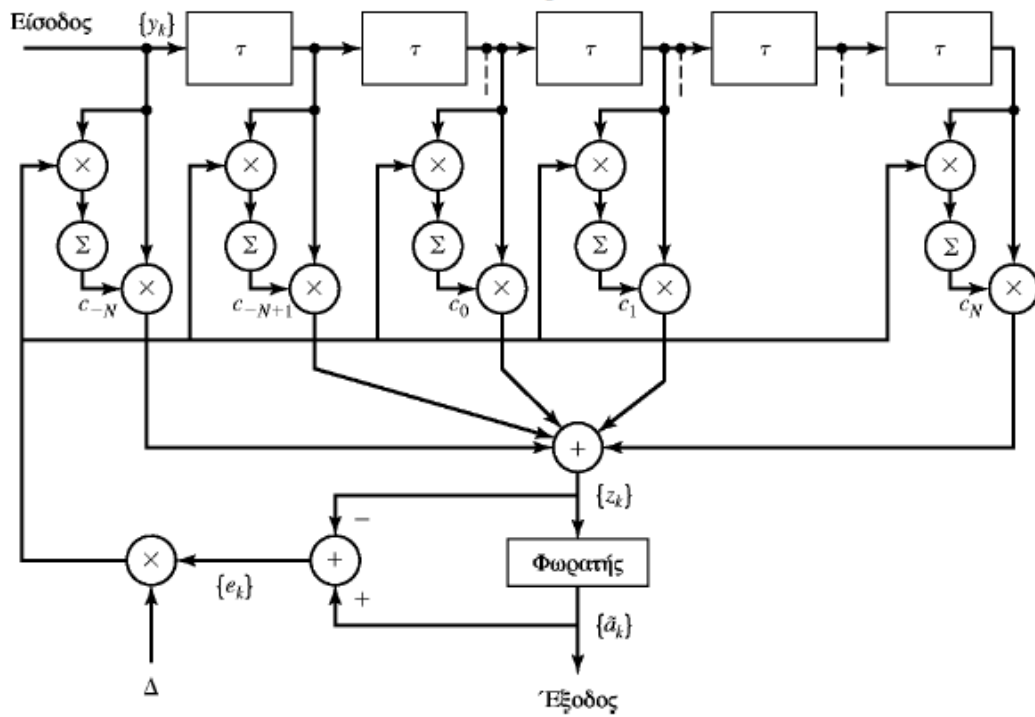 Είσοδος
{y_k}
τ τ τ τ τ
× × × × ×
Σ Σ Σ Σ Σ
× × × × ×
c_{-N} c_{-N+1} c_0 c_1 c_N
+
{z_k}
−
× + Φωρατής
{e_k}
+
{ã_k}
Δ
Έξοδος